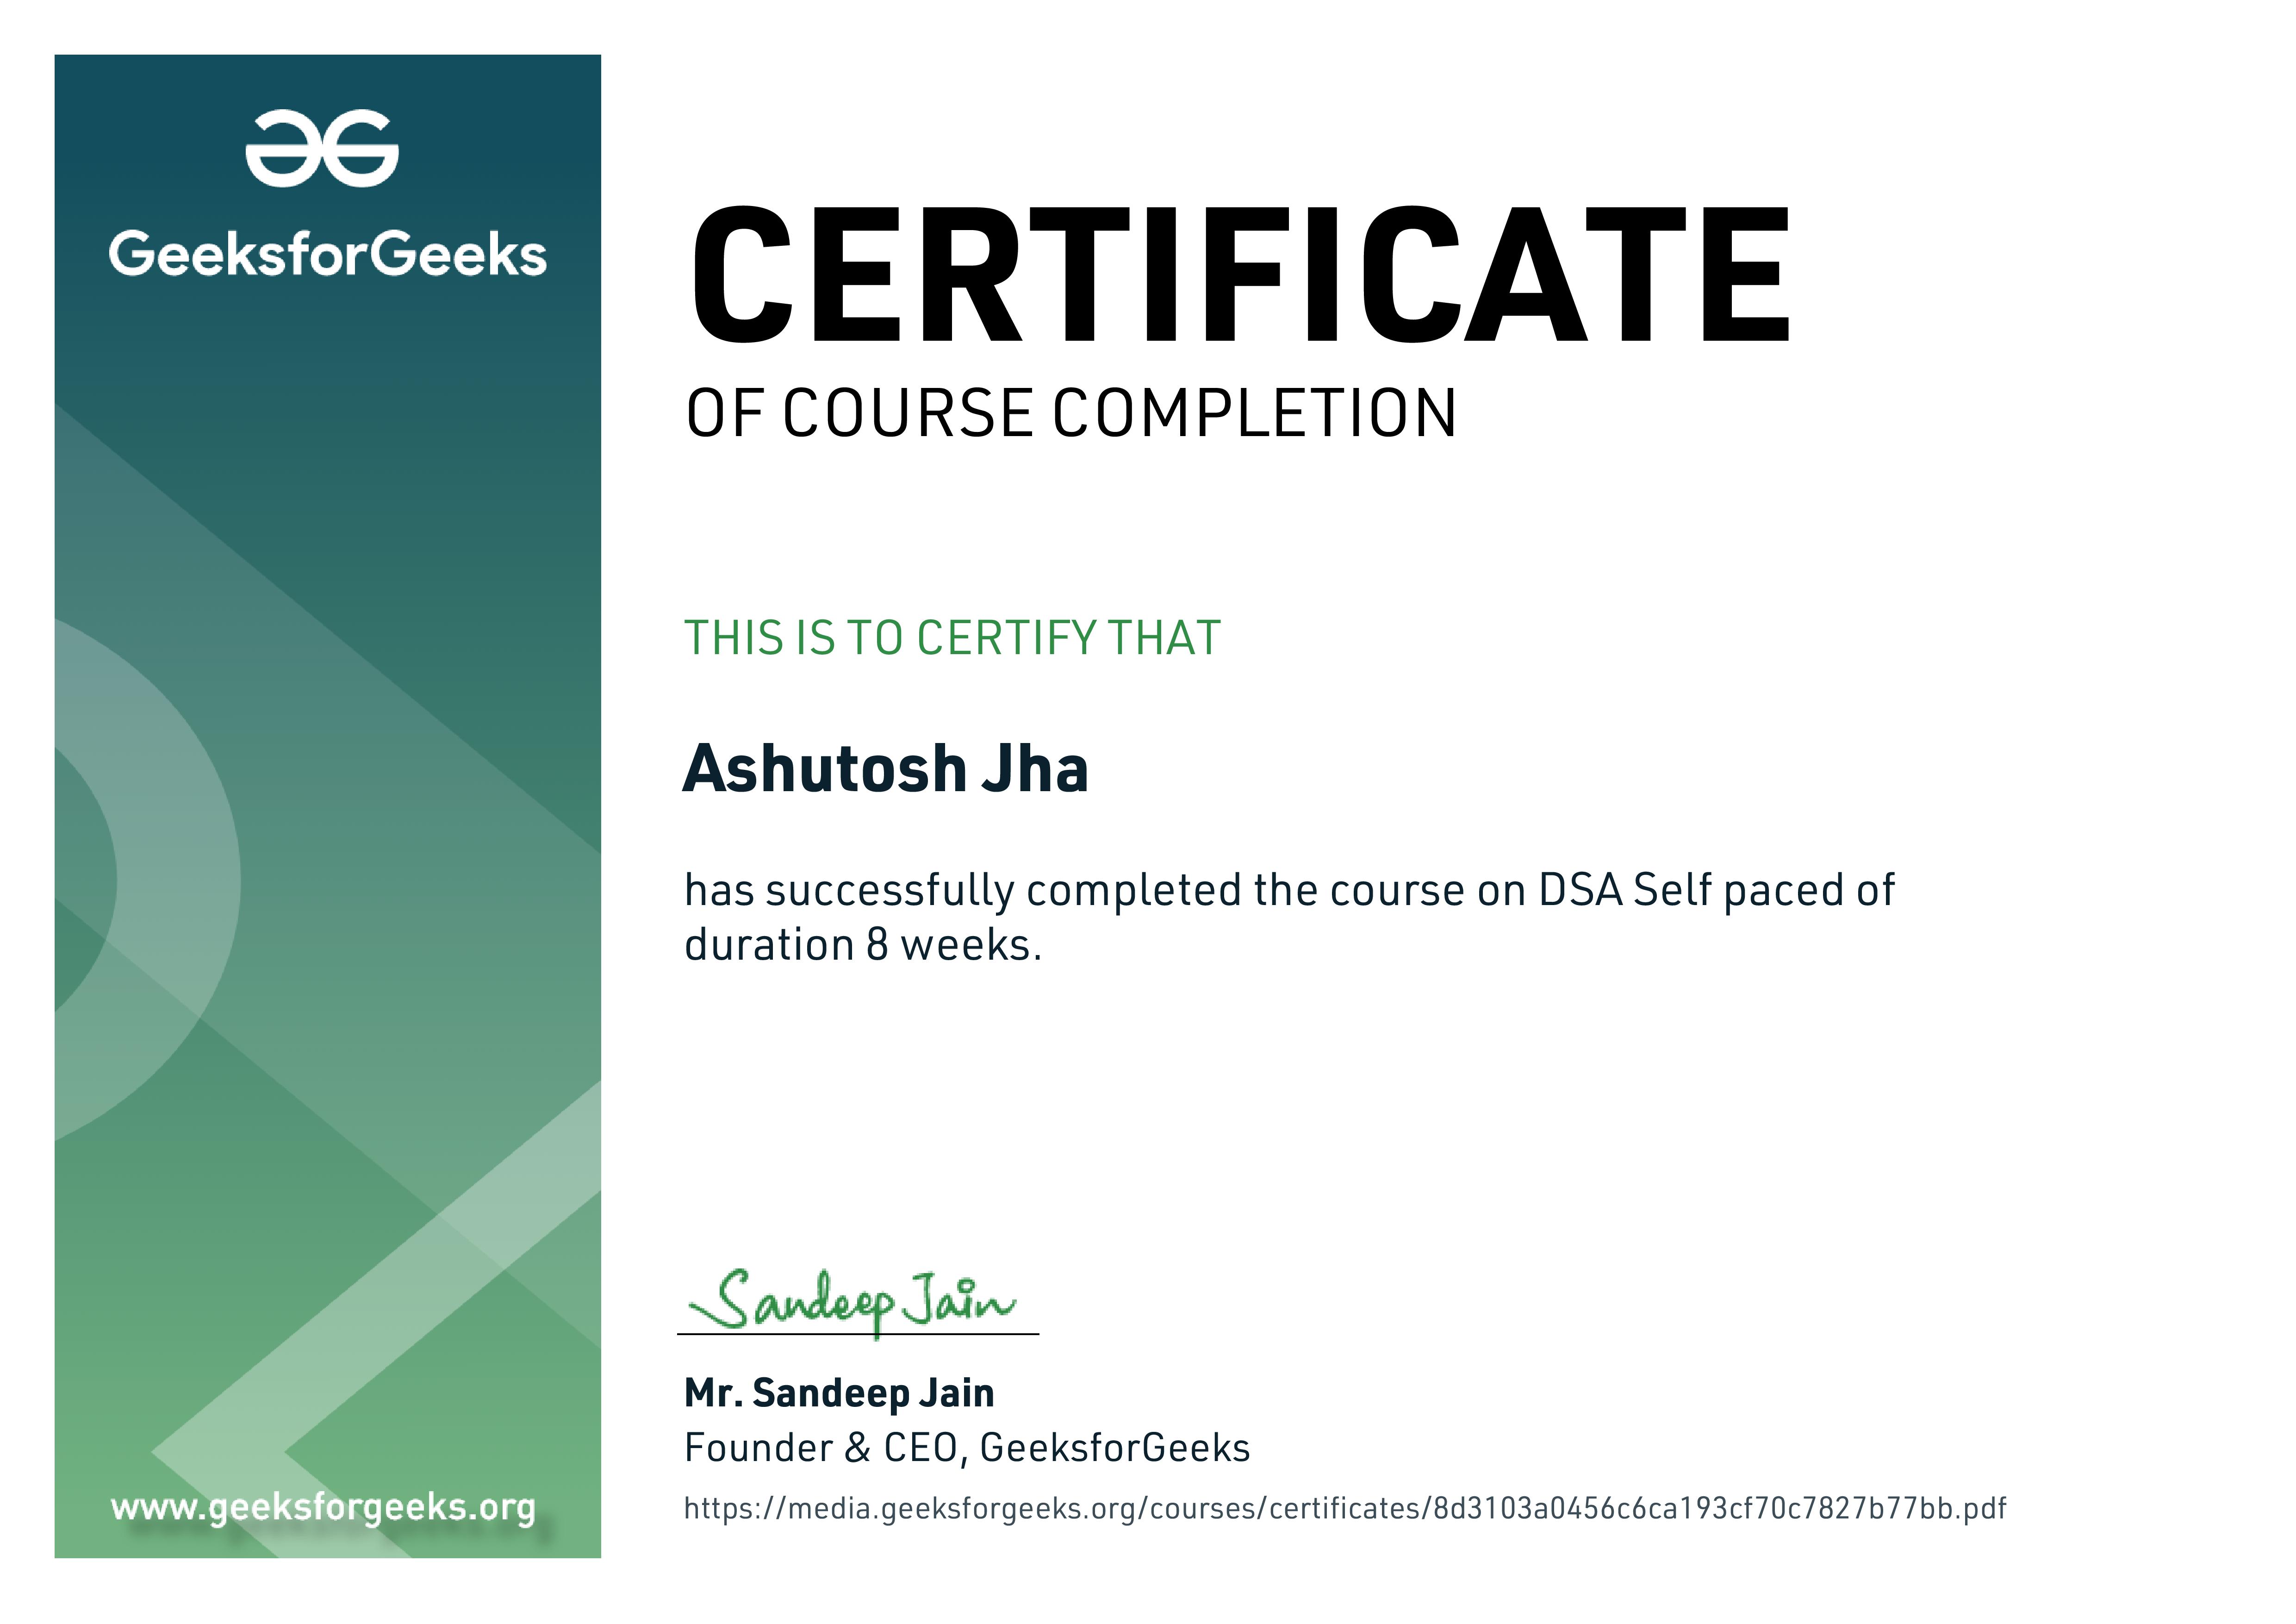 GeeksforGeeks
CERTIFICATE
OF COURSE COMPLETION
THIS IS TO CERTIFY THAT
Ashutosh Jha
has successfully completed the course on DSA Self paced of
duration 8 weeks.
Sandeep Jain
Mr. Sandeep Jain
Founder & CEO, GeeksforGeeks
https://media.geeksforgeeks.org/courses/certificates/8d3103a0456c6ca193cf70c7827b77bb.pdf
www.geeksforgeeks.org